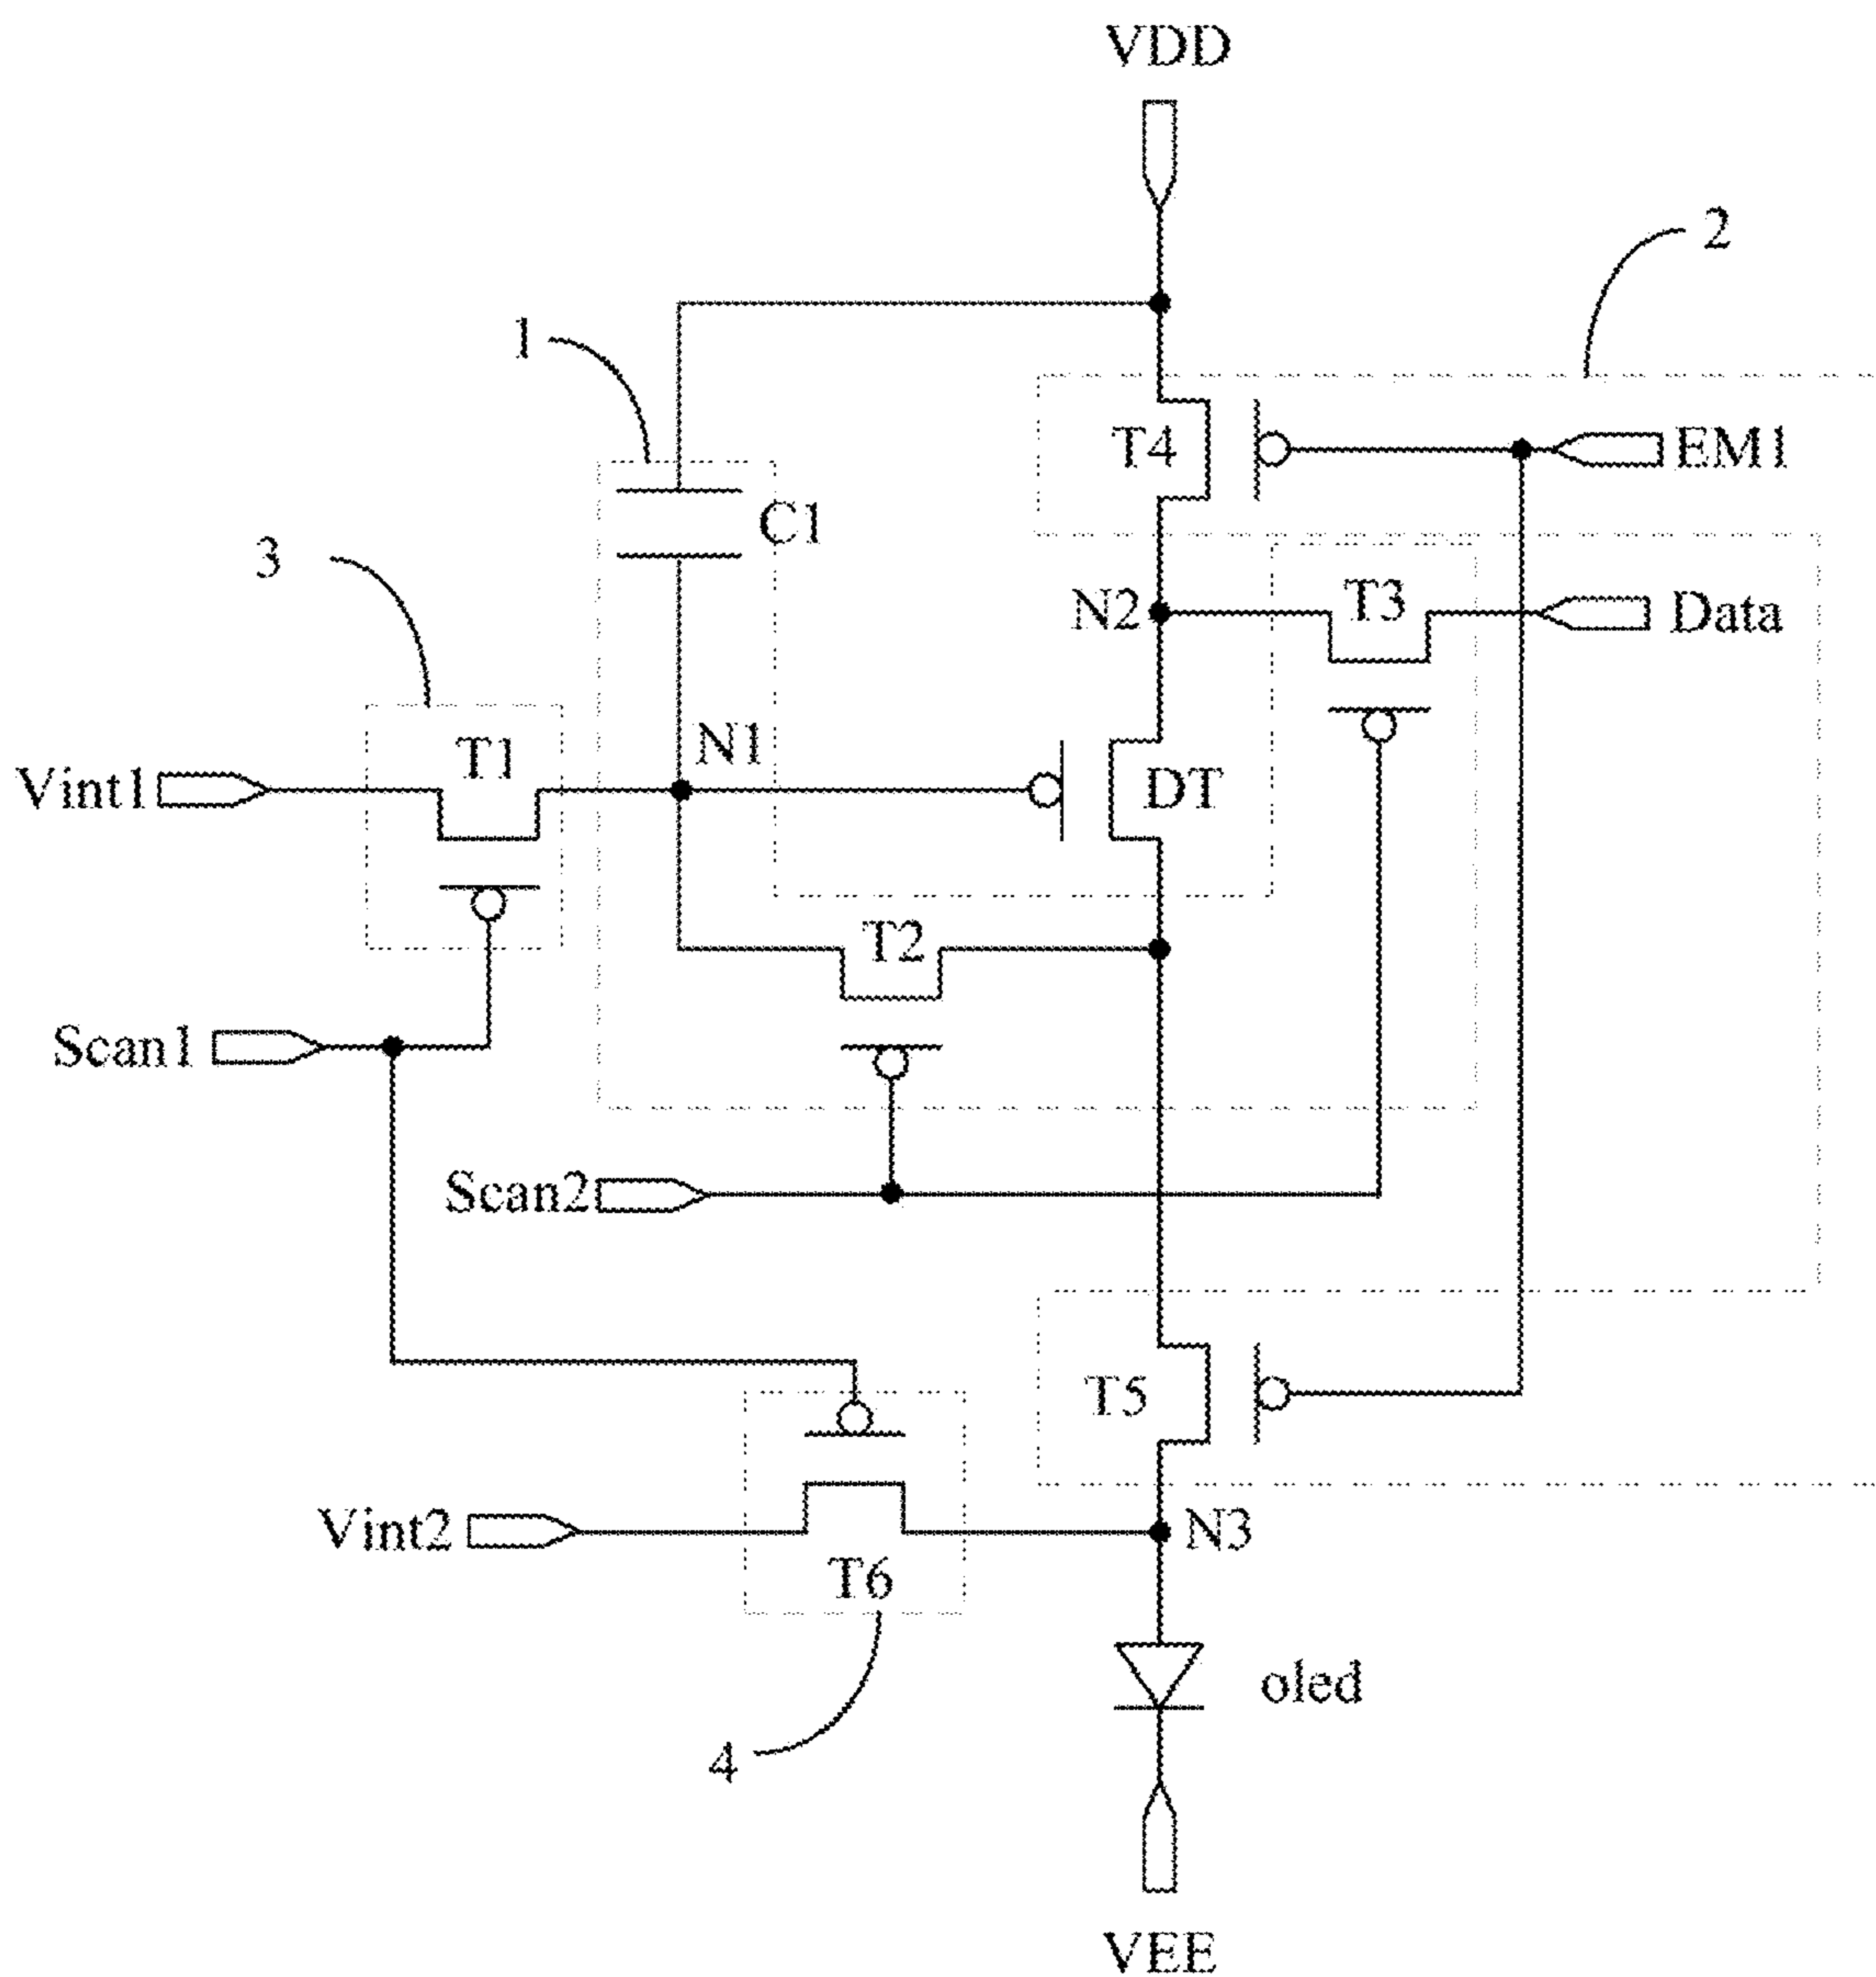 VDD
2
1
T4
EM1
C1
3
N2
T3
Data
N1
T1
Vint1
DT
T2
Scan1
Scan2
T5
Vint2
N3
T6
oled
4
VEE